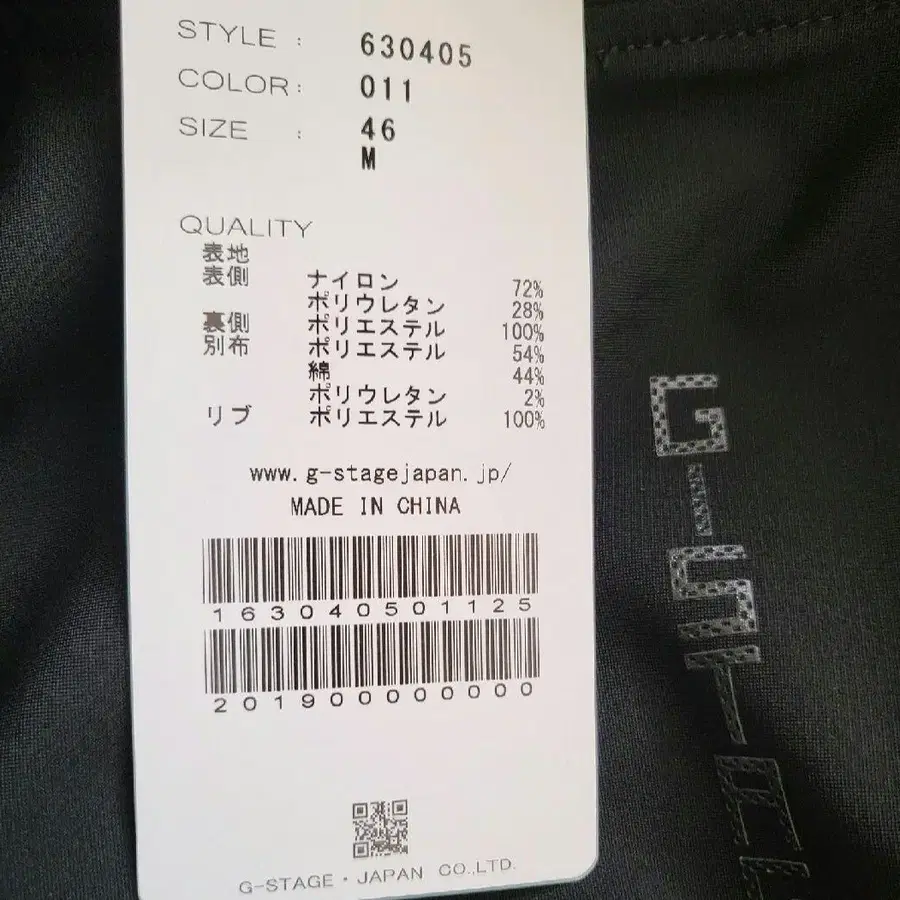 STYLE : 630405
COLOR : 011
SIZE : 46
M
QUALITY
表地
表側 ナイロン 72%
ポリウレタン 28%
裏側 ポリエステル 100%
別布 ポリエステル 54%
綿 44%
ポリウレタン 2%
リブ ポリエステル 100%
www.g-stagejapan.jp/
MADE IN CHINA
163040501125
2019000000000
G-STAGE・JAPAN CO.,LTD.